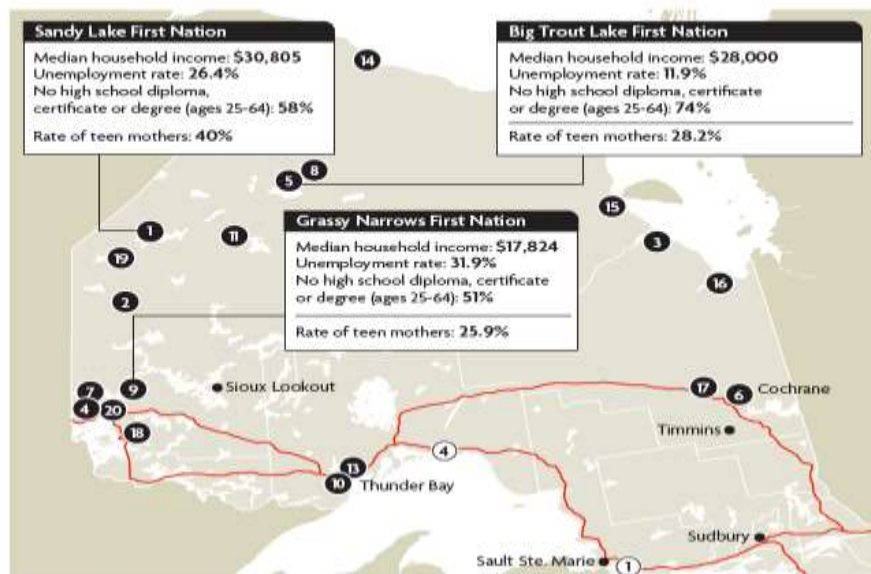 Sandy Lake First Nation
Median household income: $30,805
Unemployment rate: 26.4%
No high school diploma,
certificate or degree (ages 25-64): 58%
Rate of teen mothers: 40%
Big Trout Lake First Nation
Median household income: $28,000
Unemployment rate: 11.9%
No high school diploma, certificate
or degree (ages 25-64): 74%
Rate of teen mothers: 28.2%
14
8
5
15
1
11
3
19
16
2
Grassy Narrows First Nation
Median household income: $17,824
Unemployment rate: 31.9%
No high school diploma, certificate
or degree (ages 25-64): 51%
Rate of teen mothers: 25.9%
7
9
Sioux Lookout
17
6
Cochrane
4
20
18
Timmins
4
13
10
Thunder Bay
Sudbury
Sault Ste. Marie
1